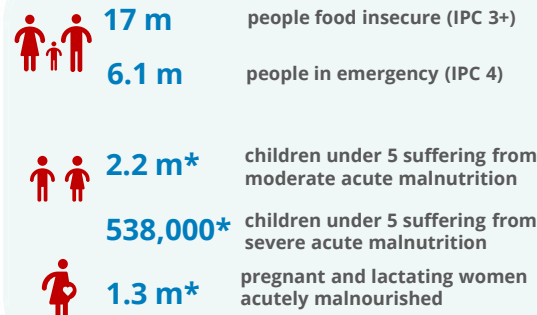 17 m people food insecure (IPC 3+)
6.1 m people in emergency (IPC 4)
2.2 m* children under 5 suffering from
moderate acute malnutrition
538,000* children under 5 suffering from
severe acute malnutrition
1.3 m* pregnant and lactating women
acutely malnourished